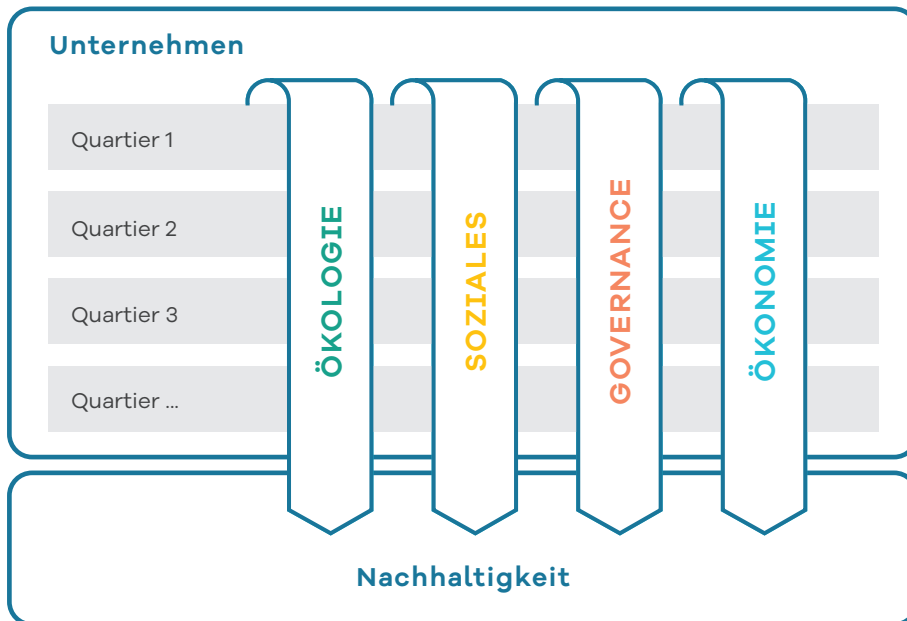 Unternehmen
Quartier 1
Quartier 2
Quartier 3
Quartier ...
ÖKOLOGIE
SOZIALES
GOVERNANCE
ÖKONOMIE
Nachhaltigkeit